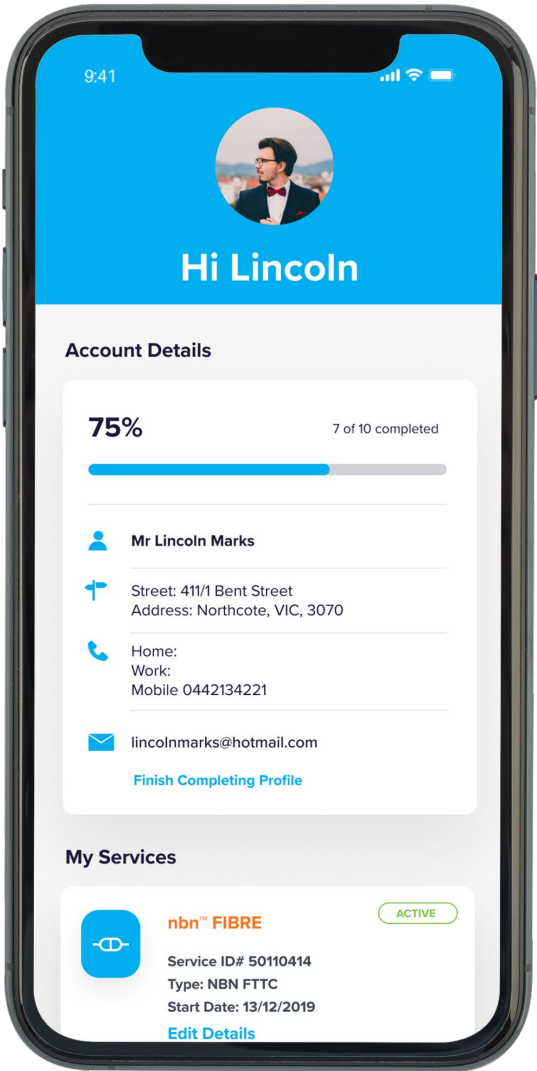 9:41
Hi Lincoln
Account Details
75%
7 of 10 completed
Mr Lincoln Marks
Street: 411/1 Bent Street
Address: Northcote, VIC, 3070
Home:
Work:
Mobile 0442134221
lincolnmarks@hotmail.com
Finish Completing Profile
My Services
nbn™ FIBRE
ACTIVE
Service ID# 50110414
Type: NBN FTTC
Start Date: 13/12/2019
Edit Details